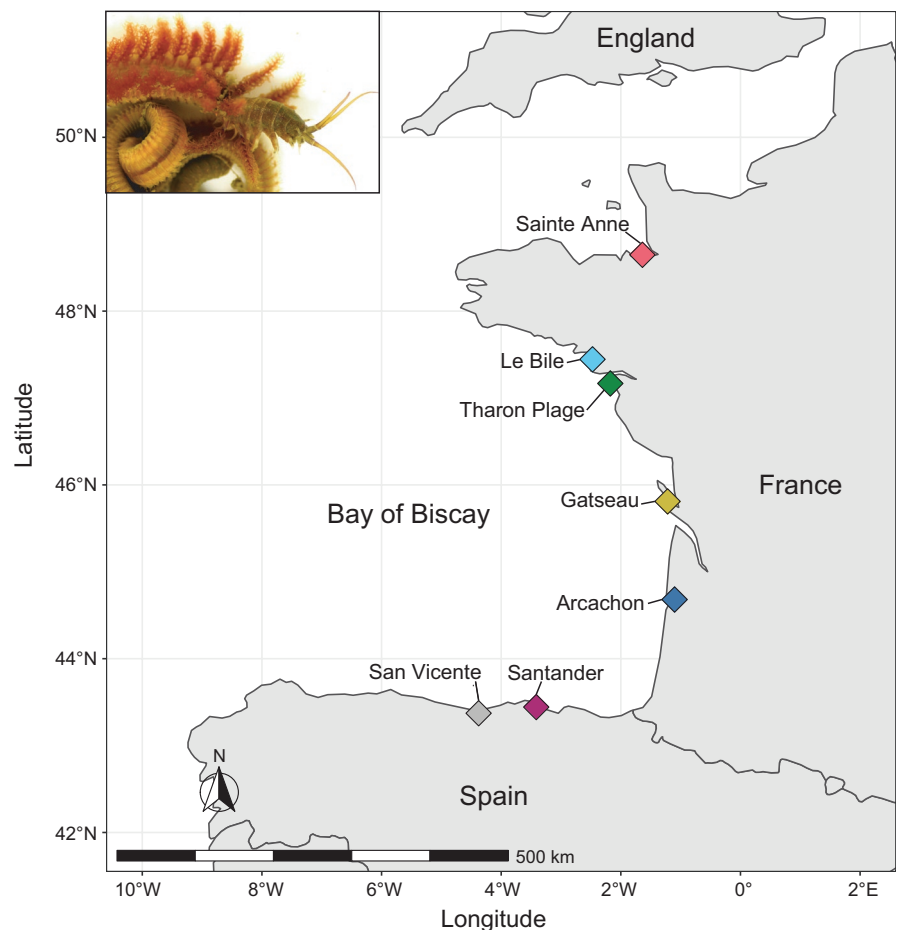 England
50°N
Sainte Anne
48°N
Le Bile
Tharon Plage
46°N
Gatseau
France
Bay of Biscay
Latitude
Arcachon
44°N
San Vicente
Santander
N
Spain
42°N
500 km
10°W
8°W
6°W
4°W
2°W
0°
2°E
Longitude